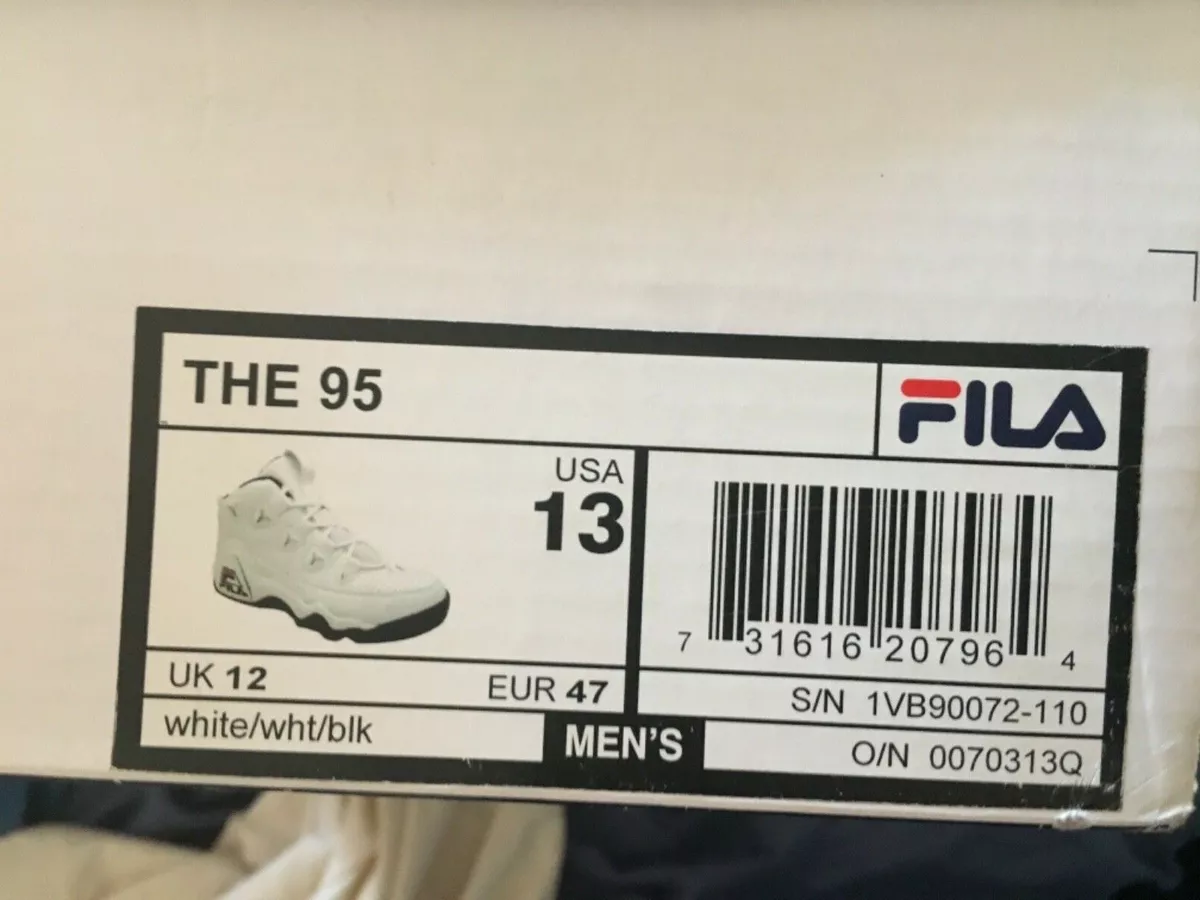 THE 95
FILA
USA
13
7 31616 20796 4
UK 12
EUR 47
S/N 1VB90072-110
white/wht/blk
MEN'S
O/N 0070313Q
FILA